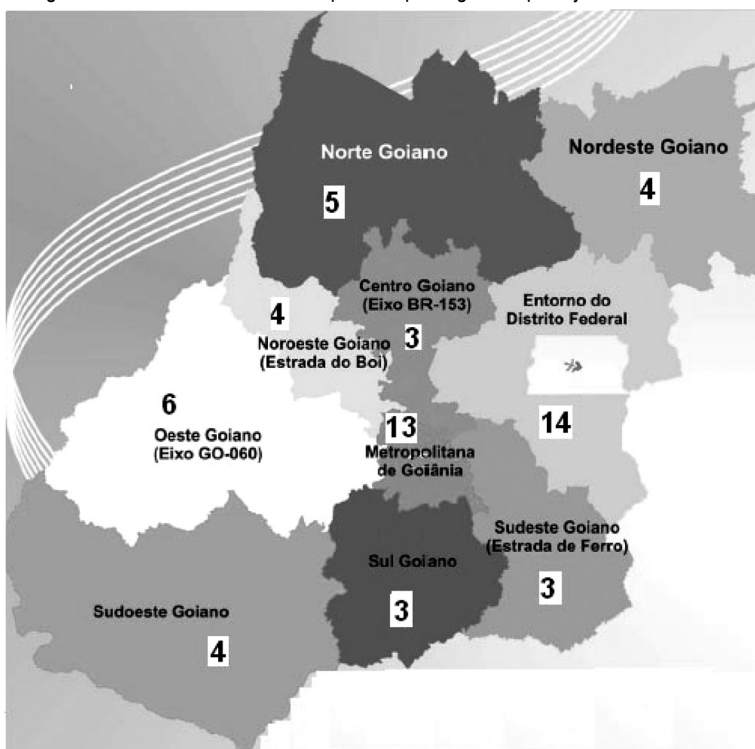 Norte Goiano
5
Nordeste Goiano
4
Centro Goiano
(Eixo BR-153)
3
Entorno do
Distrito Federal
14
4
Noroeste Goiano
(Estrada do Boi)
6
Oeste Goiano
(Eixo GO-060)
13
Metropolitana
de Goiânia
Sudeste Goiano
(Estrada de Ferro)
3
Sul Goiano
3
Sudoeste Goiano
4